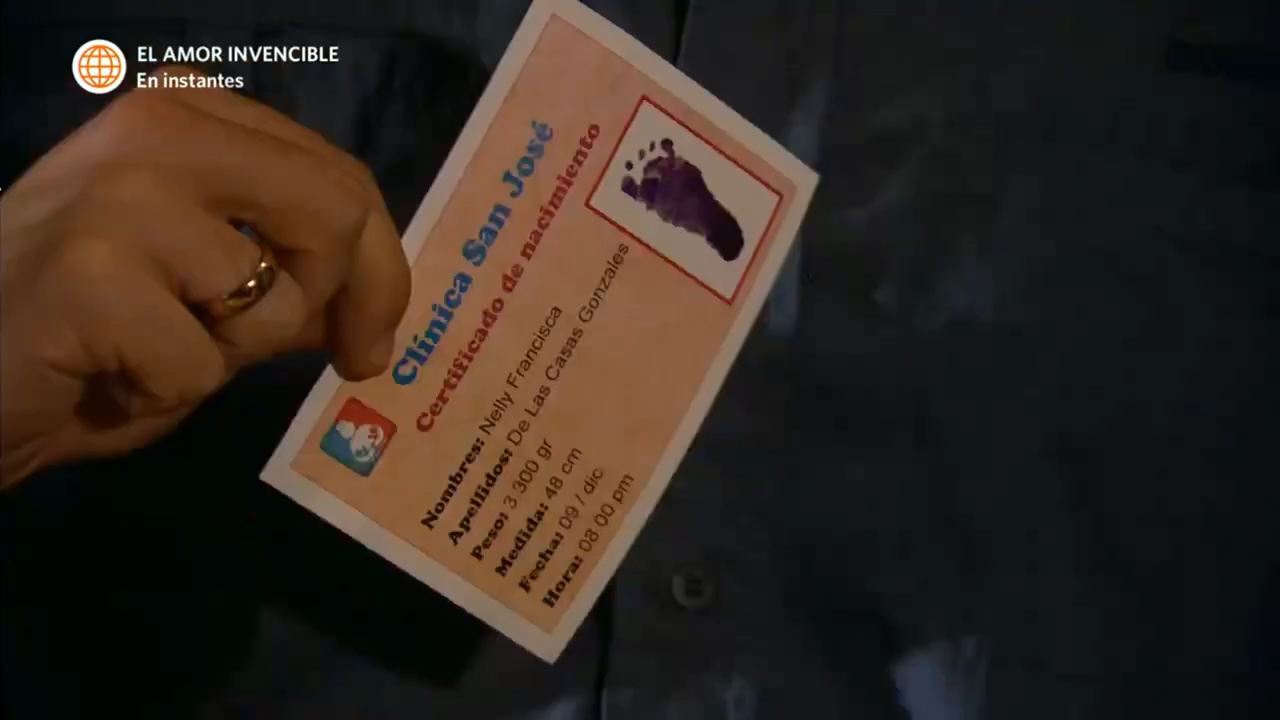 EL AMOR INVENCIBLE
En instantes
Clínica San José
Certificado de nacimiento
Nombres: Nelly Francisca
Apellidos: De Las Casas Gonzales
Peso: 3 300 gr
Medida: 48 cm
Fecha: 09 / dic
Hora: 08 00 pm